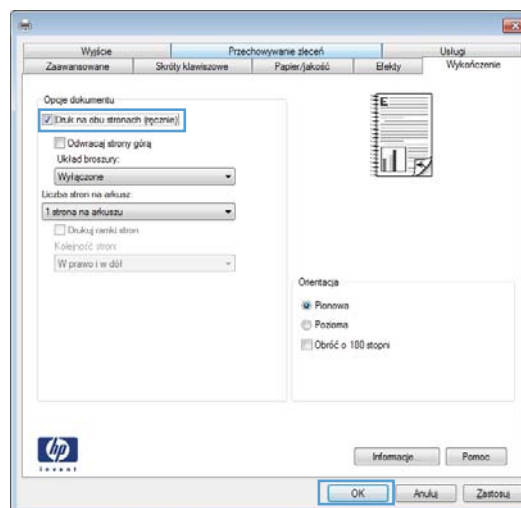 Wyjście Przechowywanie zleceń Usługi
Zaawansowane Skróty klawiszowe Papier/jakość Efekty Wykończenie
Opcje dokumentu
Druk na obu stronach (ręcznie)
Odwracaj strony górą
Układ broszury:
Wyłączone
Liczba stron na arkusz:
1 strona na arkuszu
Drukuj ramki stron
Kolejność stron:
W prawo i w dół
E
Orientacja
Pionowa
Pozioma
Obróć o 180 stopni
hp
invent
Informacje... Pomoc
OK Anuluj Zastosuj